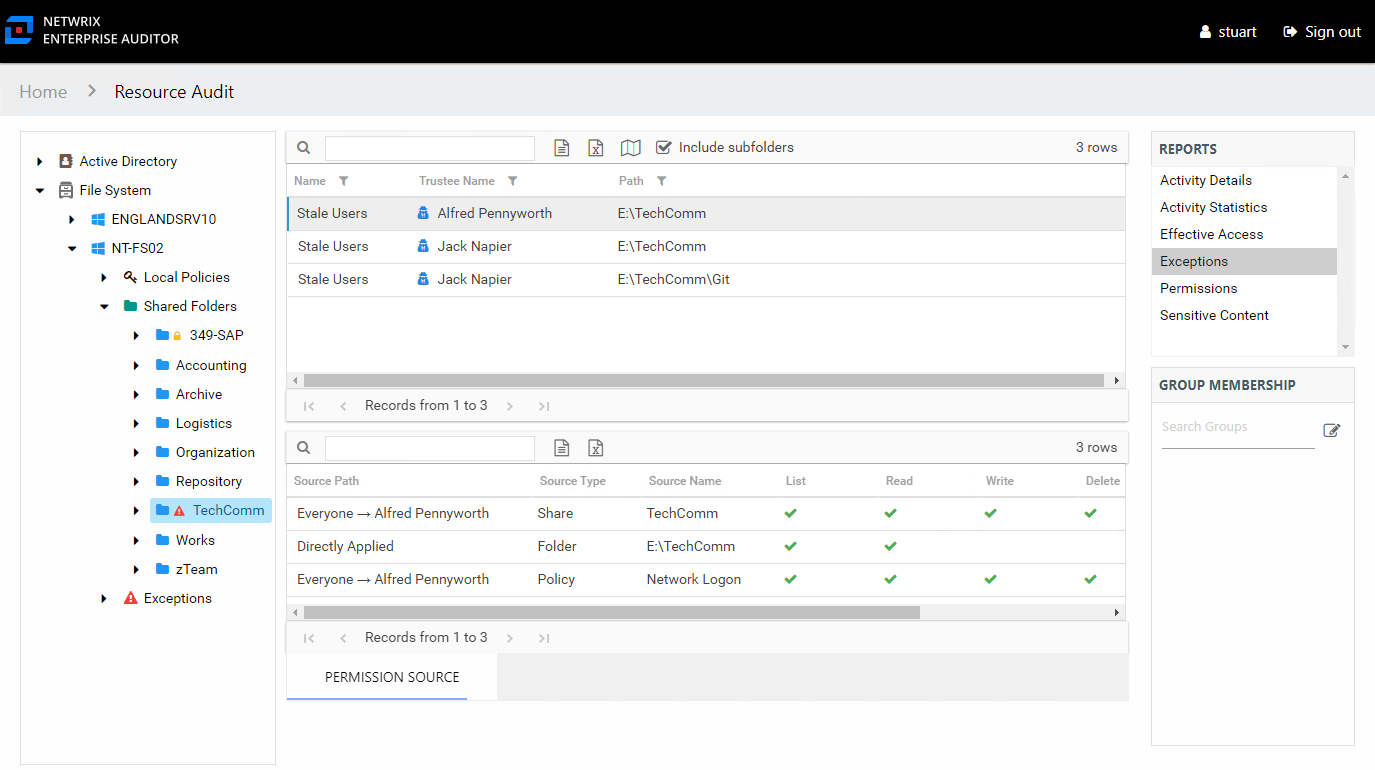 NETWRIX
ENTERPRISE AUDITOR
stuart
Sign out
Home
Resource Audit
Active Directory
File System
ENGLANDSRV10
NT-FS02
Local Policies
Shared Folders
349-SAP
Accounting
Archive
Logistics
Organization
Repository
TechComm
Works
zTeam
Exceptions
Include subfolders
3 rows
Name Trustee Name Path
Stale Users Alfred Pennyworth E:\TechComm
Stale Users Jack Napier E:\TechComm
Stale Users Jack Napier E:\TechComm\Git
Records from 1 to 3
3 rows
Source Path Source Type Source Name List Read Write Delete
Everyone → Alfred Pennyworth Share TechComm
Directly Applied Folder E:\TechComm
Everyone → Alfred Pennyworth Policy Network Logon
Records from 1 to 3
PERMISSION SOURCE
REPORTS
Activity Details
Activity Statistics
Effective Access
Exceptions
Permissions
Sensitive Content
GROUP MEMBERSHIP
Search Groups